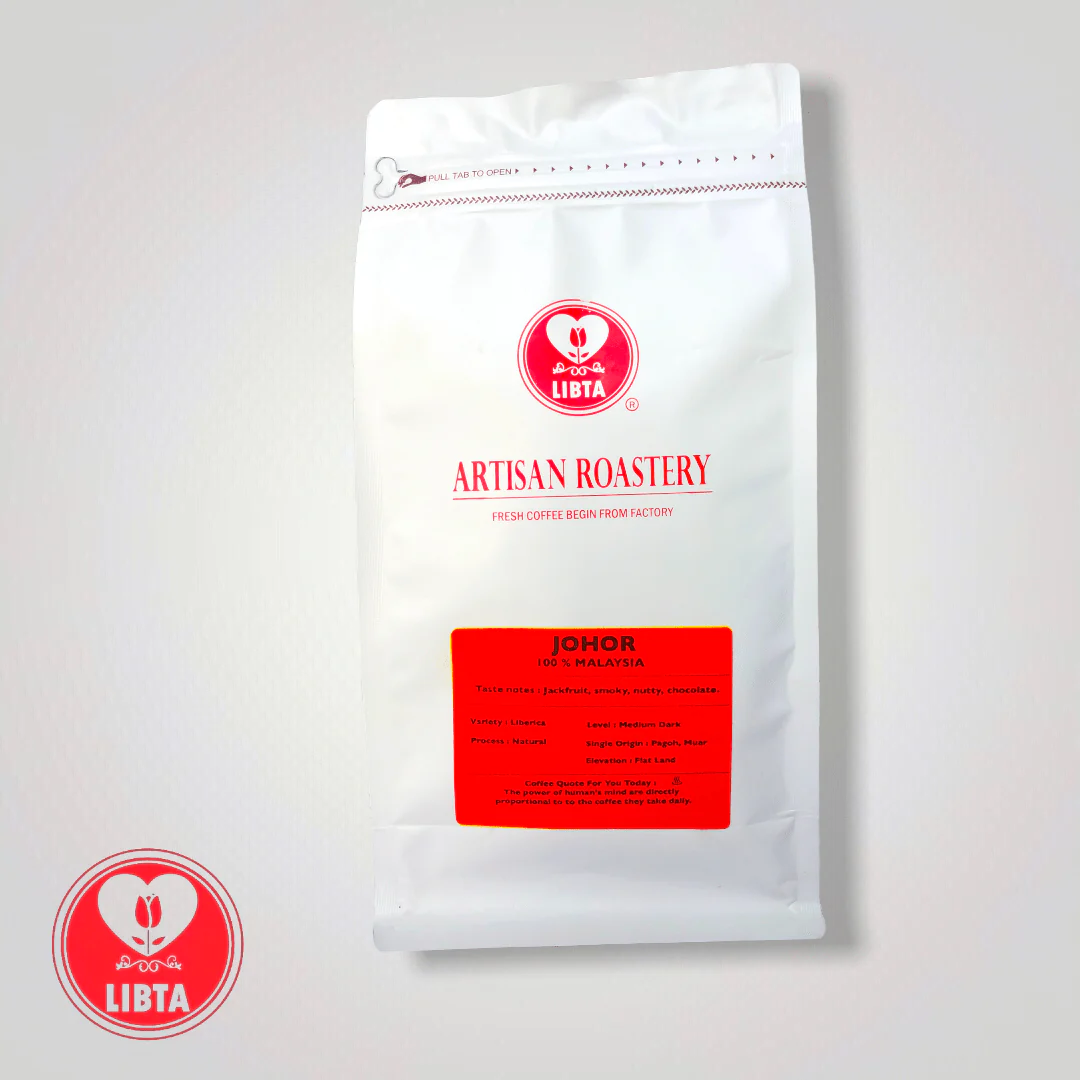 PULL TAB TO OPEN
LIBTA
®
ARTISAN ROASTERY
FRESH COFFEE BEGIN FROM FACTORY
JOHOR
100 % MALAYSIA
Taste notes : Jackfruit, smoky, nutty, chocolate.
Variety : Liberica
Level : Medium Dark
Process : Natural
Single Origin : Pagoh, Muar
Elevation : Flat Land
Coffee Quote For You Today :
The power of human's mind are directly
proportional to to the coffee they take daily.
LIBTA